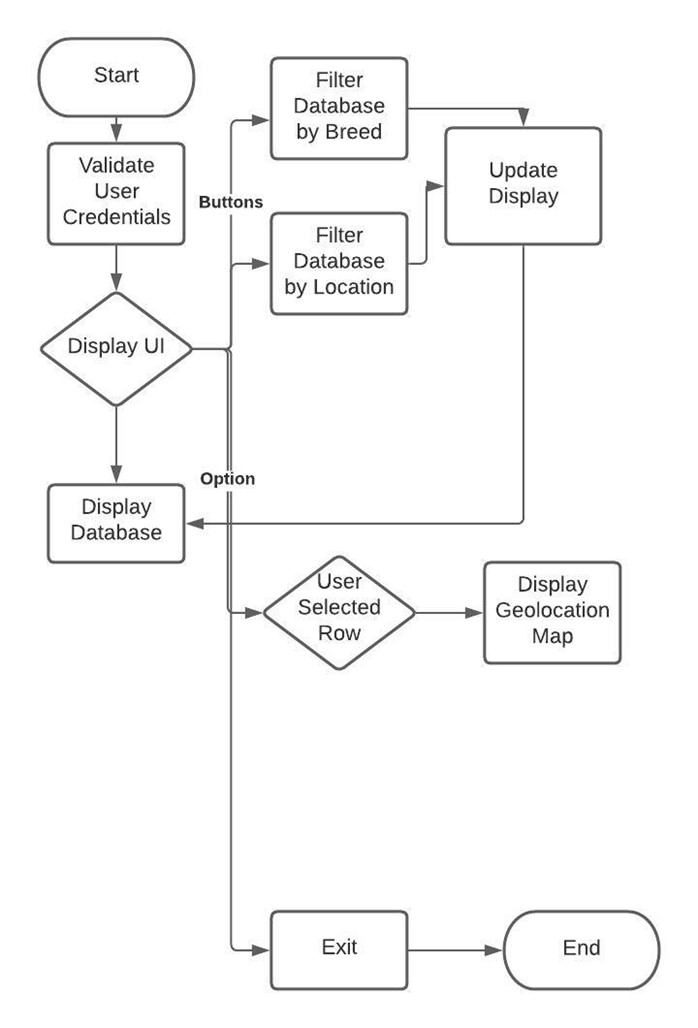 Start
Validate
User
Credentials
Display UI
Display
Database
Buttons
Option
Filter
Database
by Breed
Filter
Database
by Location
Update
Display
User
Selected
Row
Display
Geolocation
Map
Exit
End